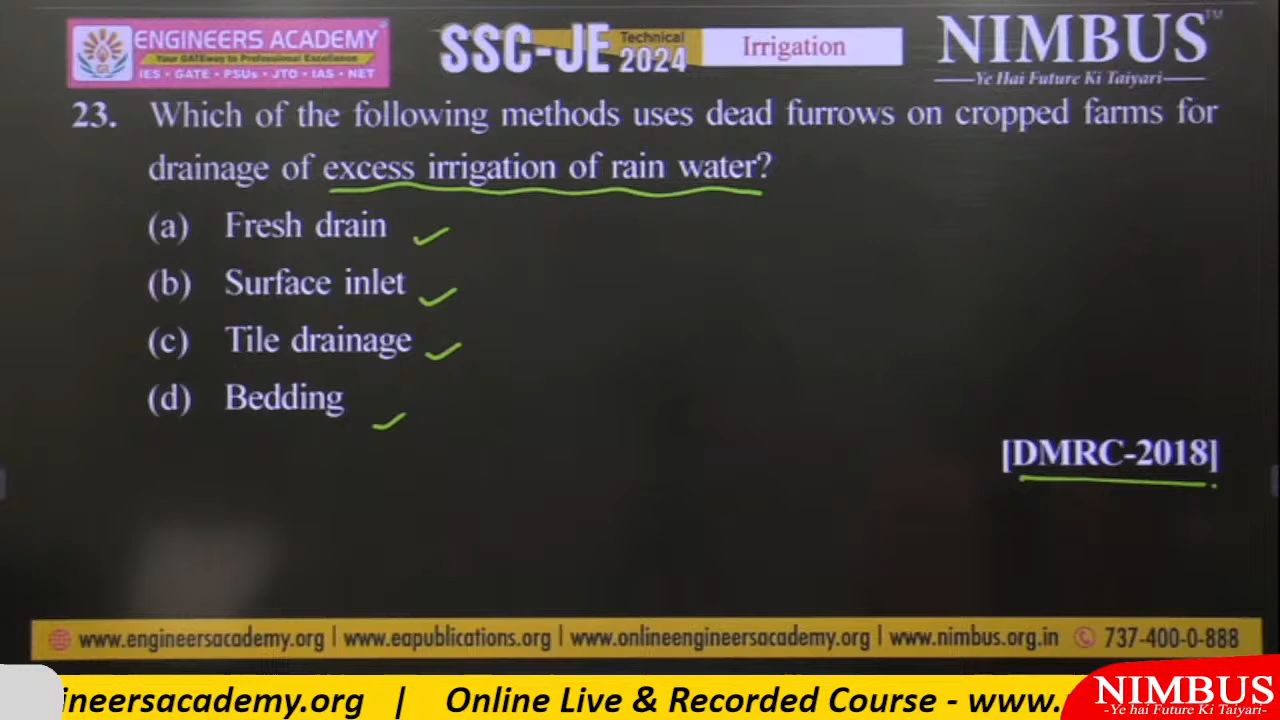 ENGINEERS ACADEMY
Your GATEway to Professional Excellence
IES • GATE • PSUs • JTO • IAS • NET
SSC-JE Technical 2024
Irrigation
NIMBUS™
Ye Hai Future Ki Taiyari
23. Which of the following methods uses dead furrows on cropped farms for
drainage of excess irrigation of rain water?
(a) Fresh drain
(b) Surface inlet
(c) Tile drainage
(d) Bedding
[DMRC-2018]
www.engineersacademy.org | www.eapublications.org | www.onlineengineersacademy.org | www.nimbus.org.in 737-400-0-888
ineersacademy.org | Online Live & Recorded Course - www.
NIMBUS
-Ye hai Future Ki Taiyari-